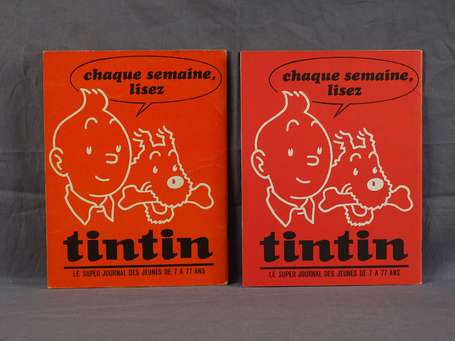 chaque semaine,
lisez
tintin
LE SUPER JOURNAL DES JEUNES DE 7 A 77 ANS
chaque semaine,
lisez
tintin
LE SUPER JOURNAL DES JEUNES DE 7 A 77 ANS